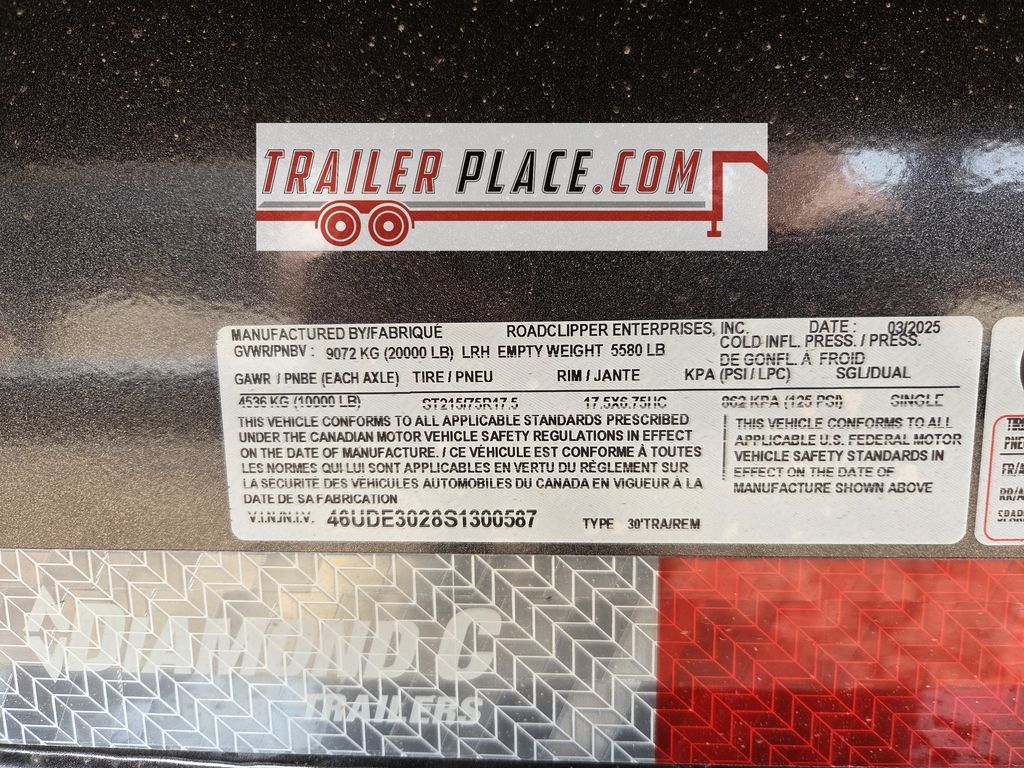 TRAILER PLACE.COM
MANUFACTURED BY/FABRIQUÉ ROADCLIPPER ENTERPRISES, INC. DATE : 03/2025
GVWR/PNBV : 9072 KG (20000 LB) LRH EMPTY WEIGHT 5580 LB COLD INFL. PRESS. / PRESS.
DE GONFL. À FROID
GAWR / PNBE (EACH AXLE) TIRE / PNEU RIM / JANTE KPA (PSI / LPC) SGL/DUAL
4536 KG (10000 LB) ST215/75R17.5 17.5X6.75HC 862 KPA (125 PSI) SINGLE
THIS VEHICLE CONFORMS TO ALL APPLICABLE STANDARDS PRESCRIBED
UNDER THE CANADIAN MOTOR VEHICLE SAFETY REGULATIONS IN EFFECT
ON THE DATE OF MANUFACTURE. / CE VÉHICULE EST CONFORME À TOUTES
LES NORMES QUI LUI SONT APPLICABLES EN VERTU DU RÈGLEMENT SUR
LA SÉCURITÉ DES VÉHICULES AUTOMOBILES DU CANADA EN VIGUEUR À LA
DATE DE SA FABRICATION
THIS VEHICLE CONFORMS TO ALL
APPLICABLE U.S. FEDERAL MOTOR
VEHICLE SAFETY STANDARDS IN
EFFECT ON THE DATE OF
MANUFACTURE SHOWN ABOVE
V.I.N./N.I.V. 46UDE3028S1300587 TYPE 30'TRA/REM
DIAMOND C
TRAILERS